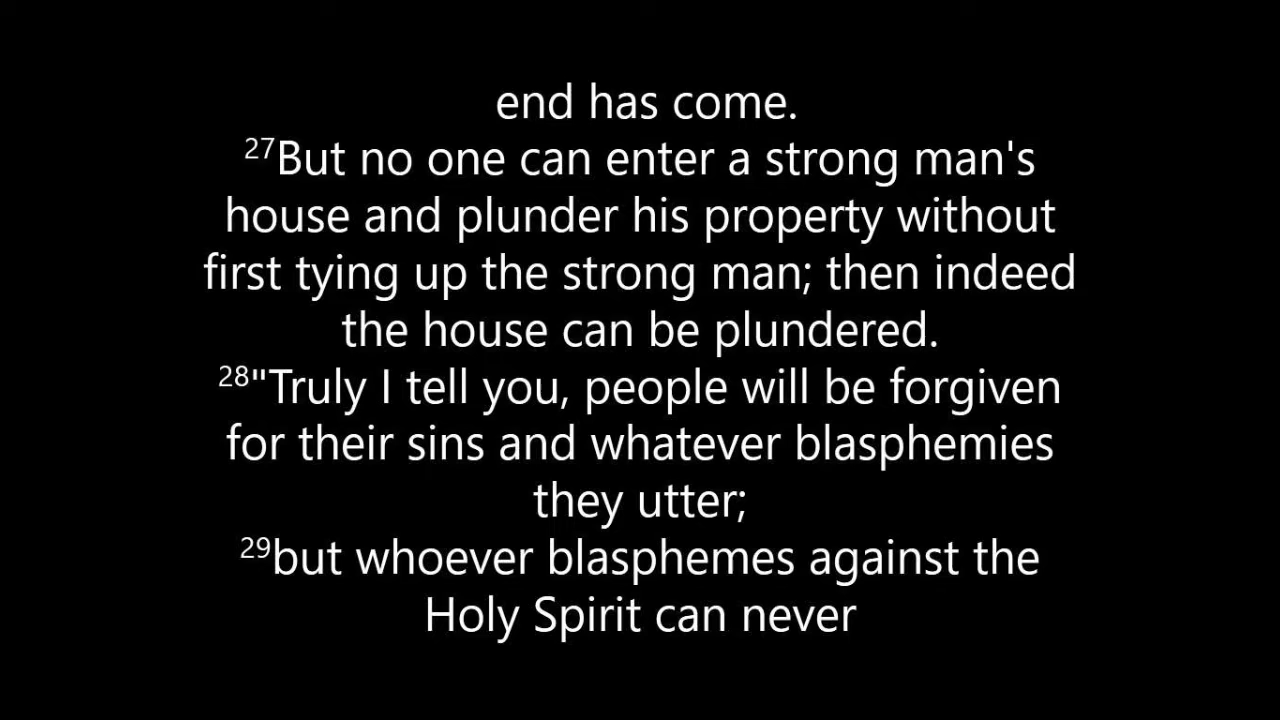 end has come.
²⁷But no one can enter a strong man's
house and plunder his property without
first tying up the strong man; then indeed
the house can be plundered.
²⁸"Truly I tell you, people will be forgiven
for their sins and whatever blasphemies
they utter;
²⁹but whoever blasphemes against the
Holy Spirit can never